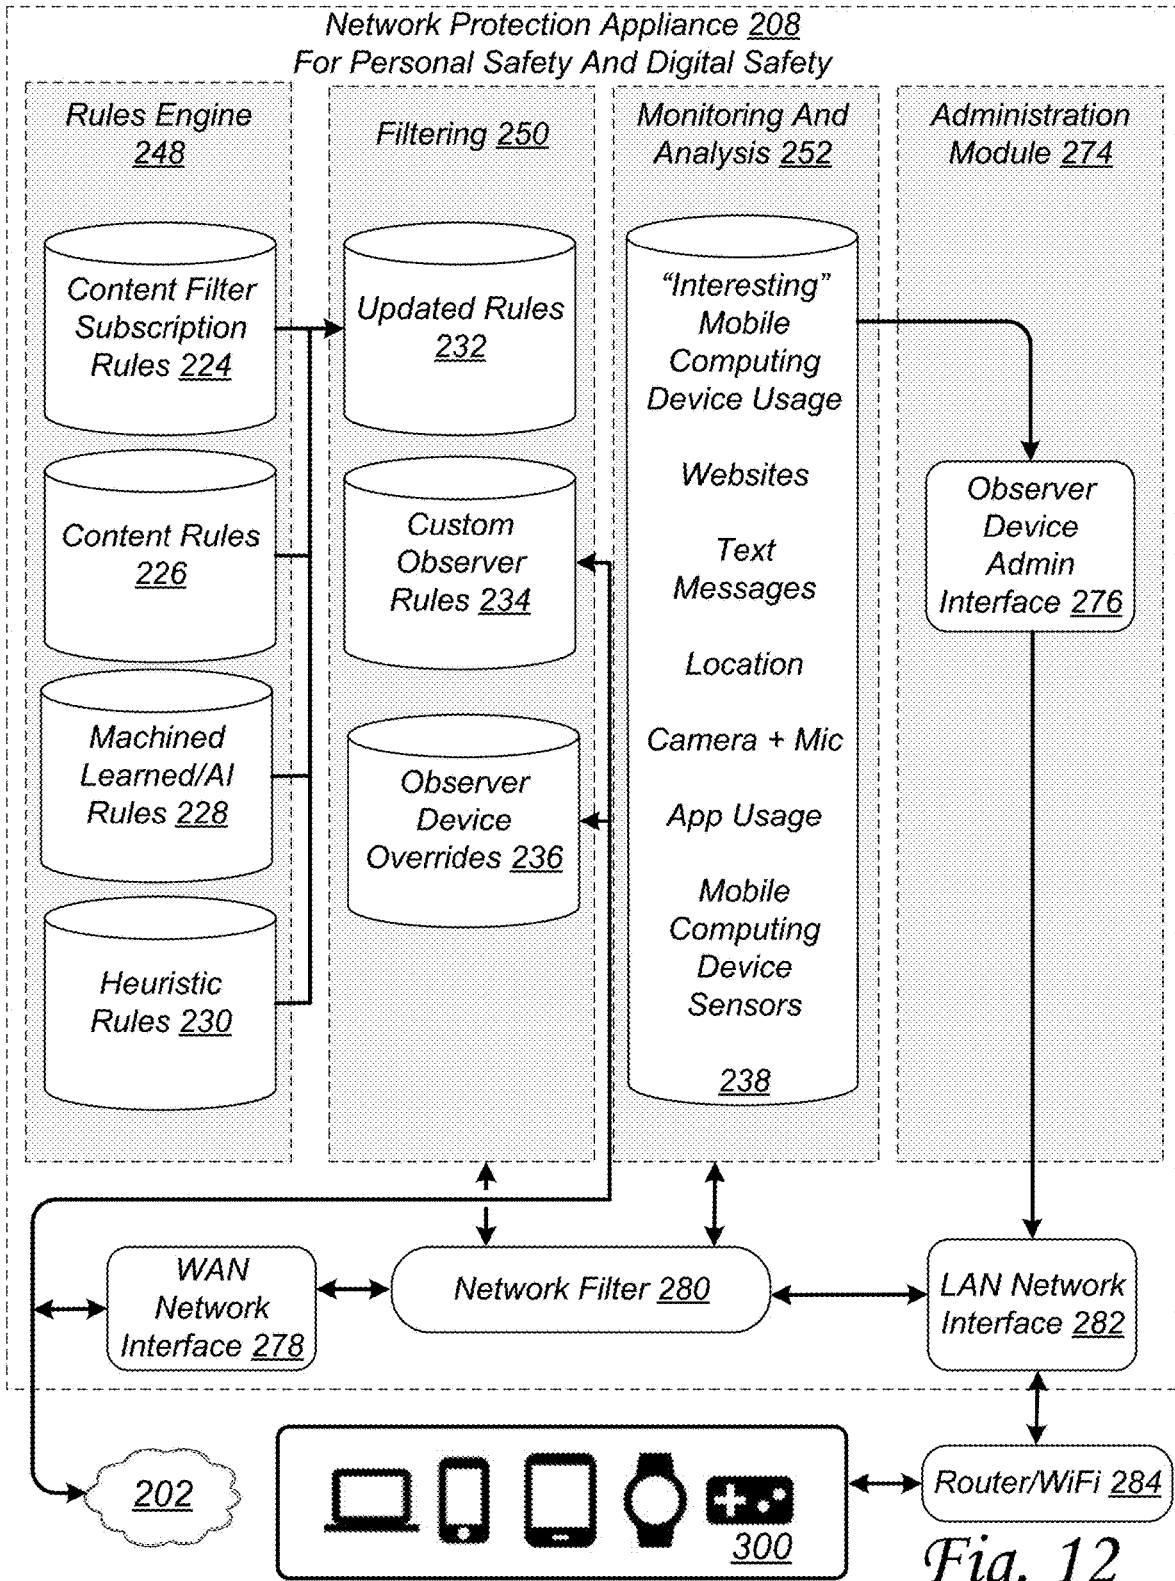 Network Protection Appliance 208
For Personal Safety And Digital Safety
Rules Engine
248
Content Filter
Subscription
Rules 224
Content Rules
226
Machined
Learned/AI
Rules 228
Heuristic
Rules 230
Filtering 250
Updated Rules
232
Custom
Observer
Rules 234
Observer
Device
Overrides 236
Monitoring And
Analysis 252
“Interesting”
Mobile
Computing
Device Usage
Websites
Text
Messages
Location
Camera + Mic
App Usage
Mobile
Computing
Device
Sensors
238
Administration
Module 274
Observer
Device
Admin
Interface 276
WAN
Network
Interface 278
Network Filter 280
LAN Network
Interface 282
202
300
Router/WiFi 284
Fig. 12